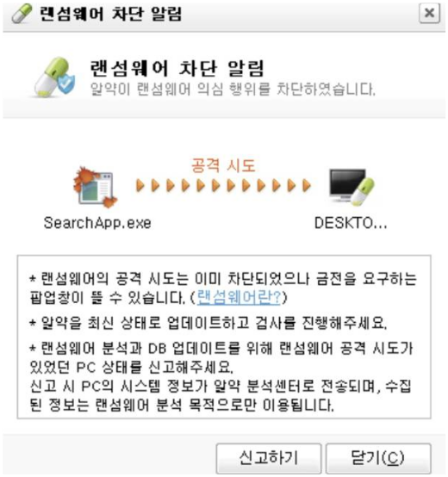 랜섬웨어 차단 알림
랜섬웨어 차단 알림
알약이 랜섬웨어 의심 행위를 차단하였습니다.
공격 시도
SearchApp.exe
DESKTO...
* 랜섬웨어의 공격 시도는 이미 차단되었으나 금전을 요구하는
팝업창이 뜰 수 있습니다. (랜섬웨어란?)
* 알약을 최신 상태로 업데이트하고 검사를 진행해주세요.
* 랜섬웨어 분석과 DB 업데이트를 위해 랜섬웨어 공격 시도가
있었던 PC 상태를 신고해주세요.
신고 시 PC의 시스템 정보가 알약 분석센터로 전송되며, 수집
된 정보는 랜섬웨어 분석 목적으로만 이용됩니다.
신고하기
닫기(C)